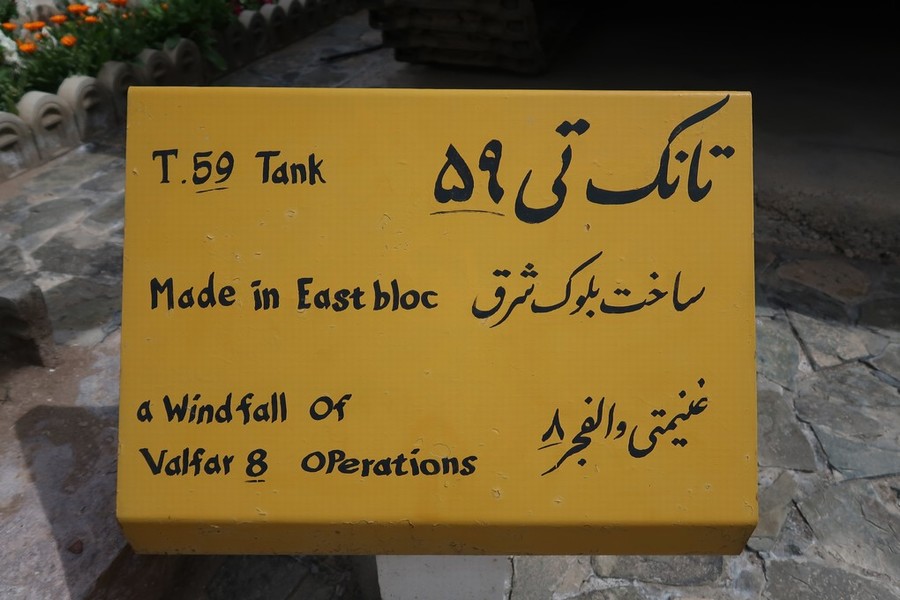 T.59 Tank
تانک تی ۵۹
Made in East bloc
ساخت بلوک شرق
a Windfall Of
Valfar 8 OPerations
غنیمتی والفجر ۸